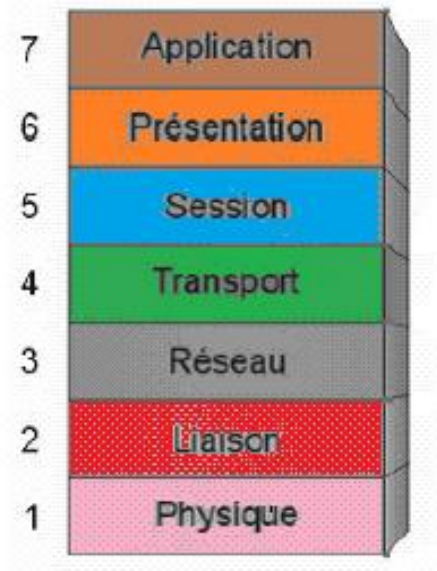 7 Application
6 Présentation
5 Session
4 Transport
3 Réseau
2 Liaison
1 Physique